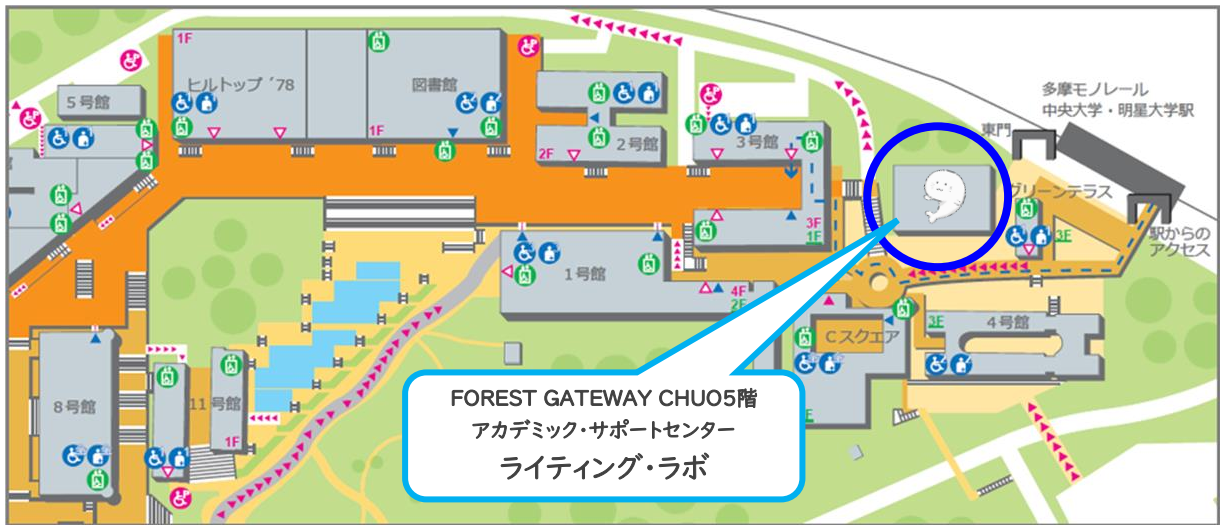 1F
ヒルトップ ´78
図書館
1F
5号館
2F
2号館
3号館
3F
1F
多摩モノレール
中央大学・明星大学駅
東門
グリーンテラス
3F
駅からの
アクセス
1号館
4F
2F
Cスクエア
3F
4号館
8号館
11号館
1F
FOREST GATEWAY CHUO5階
アカデミック・サポートセンター
ライティング・ラボ